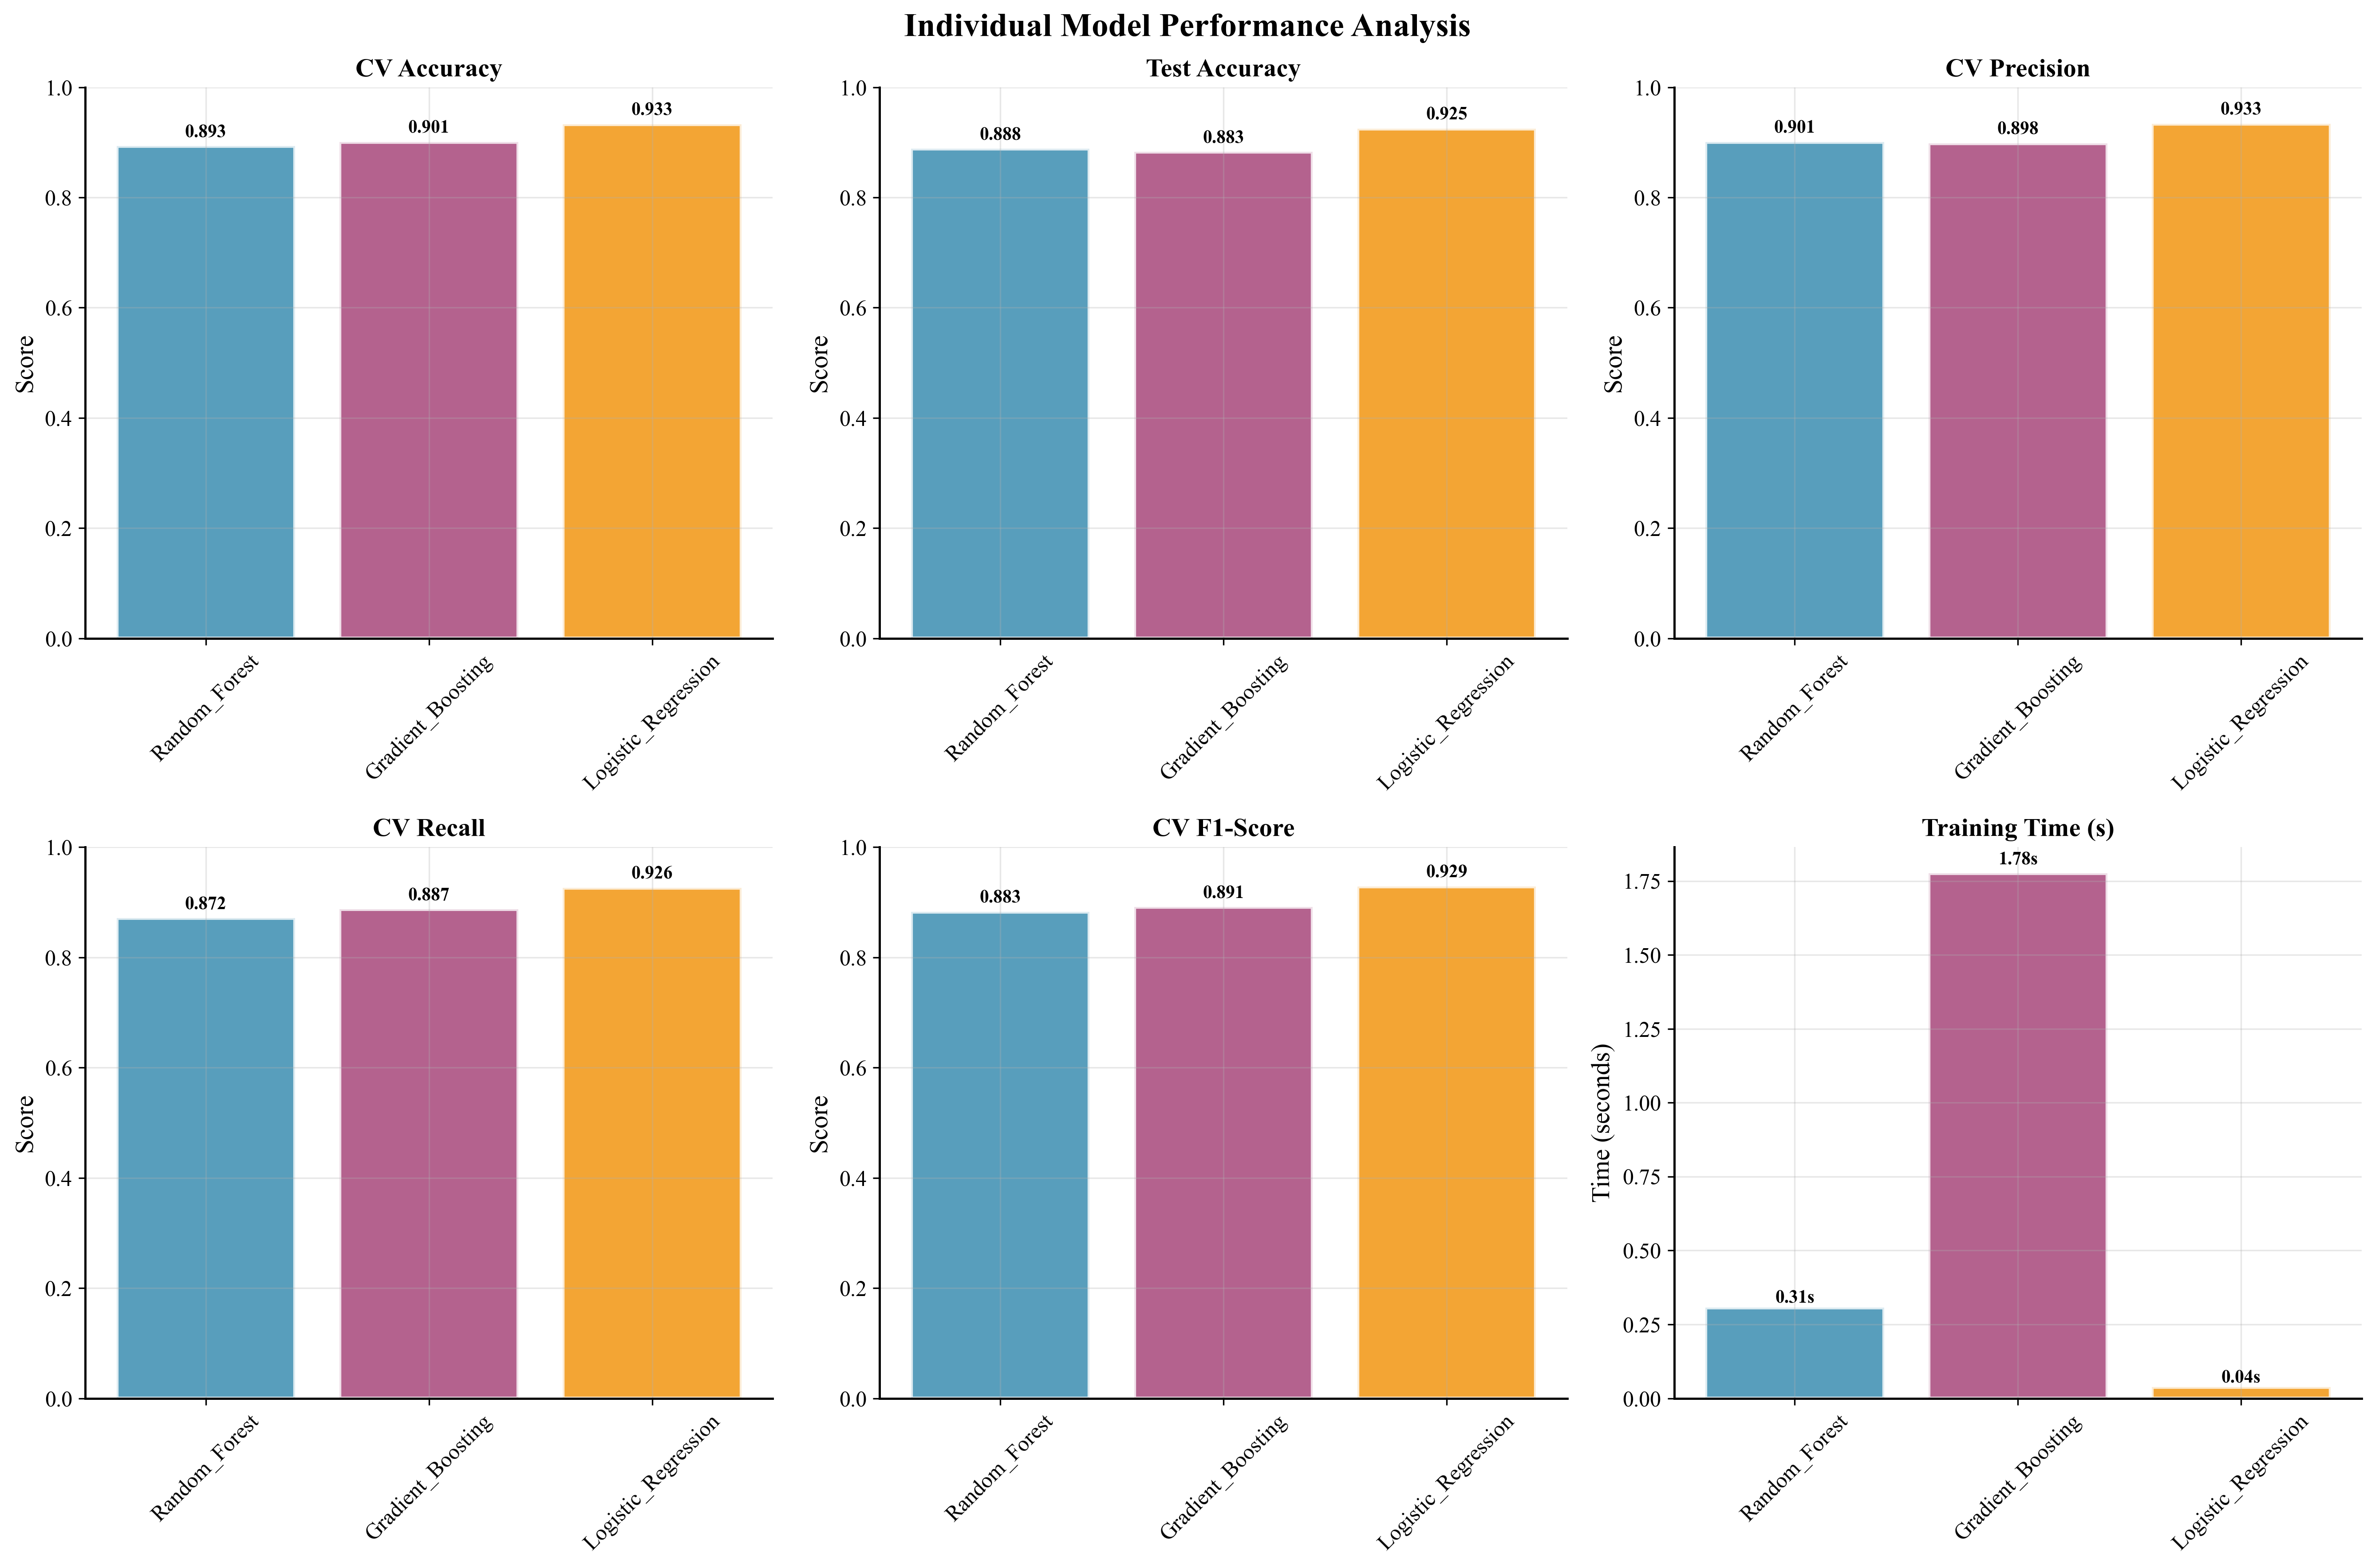 Individual Model Performance Analysis
CV Accuracy
Score
1.0
0.8
0.6
0.4
0.2
0.0
0.893
0.901
0.933
Random_Forest
Gradient_Boosting
Logistic_Regression
Test Accuracy
Score
1.0
0.8
0.6
0.4
0.2
0.0
0.888
0.883
0.925
Random_Forest
Gradient_Boosting
Logistic_Regression
CV Precision
Score
1.0
0.8
0.6
0.4
0.2
0.0
0.901
0.898
0.933
Random_Forest
Gradient_Boosting
Logistic_Regression
CV Recall
Score
1.0
0.8
0.6
0.4
0.2
0.0
0.872
0.887
0.926
Random_Forest
Gradient_Boosting
Logistic_Regression
CV F1-Score
Score
1.0
0.8
0.6
0.4
0.2
0.0
0.883
0.891
0.929
Random_Forest
Gradient_Boosting
Logistic_Regression
Training Time (s)
Time (seconds)
1.75
1.50
1.25
1.00
0.75
0.50
0.25
0.00
0.31s
1.78s
0.04s
Random_Forest
Gradient_Boosting
Logistic_Regression